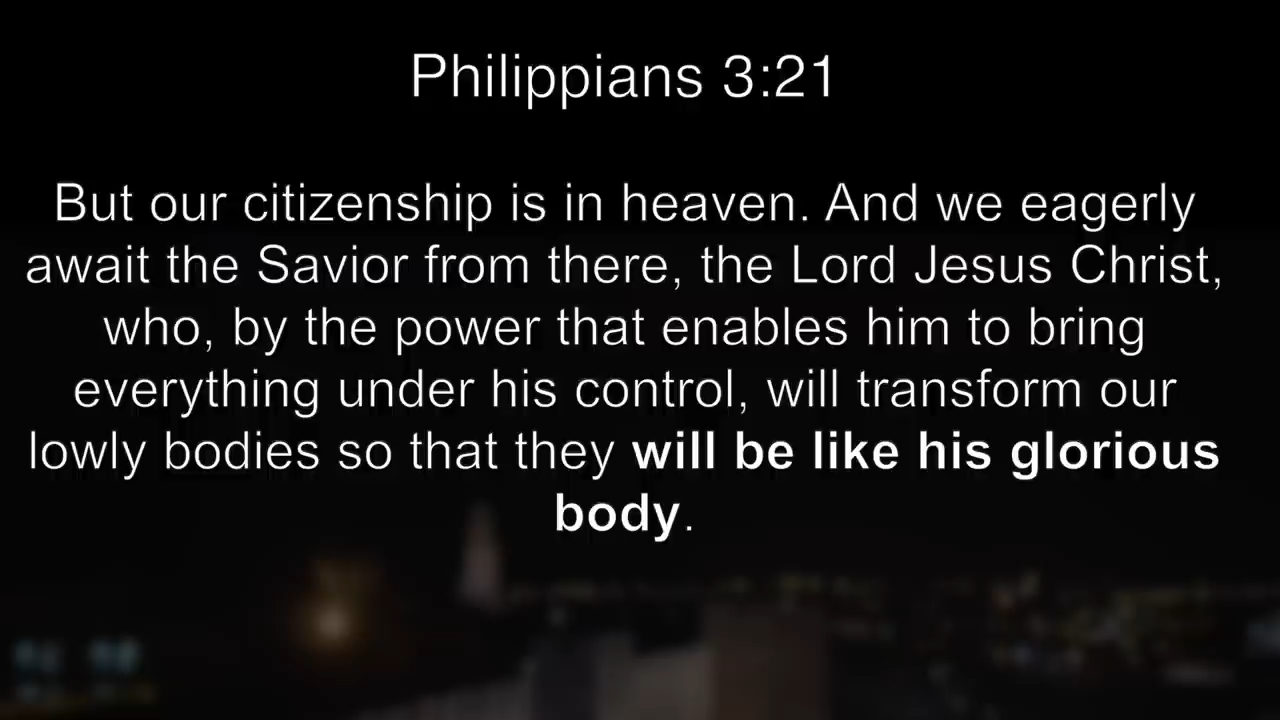 Philippians 3:21
But our citizenship is in heaven. And we eagerly
await the Savior from there, the Lord Jesus Christ,
who, by the power that enables him to bring
everything under his control, will transform our
lowly bodies so that they will be like his glorious
body.